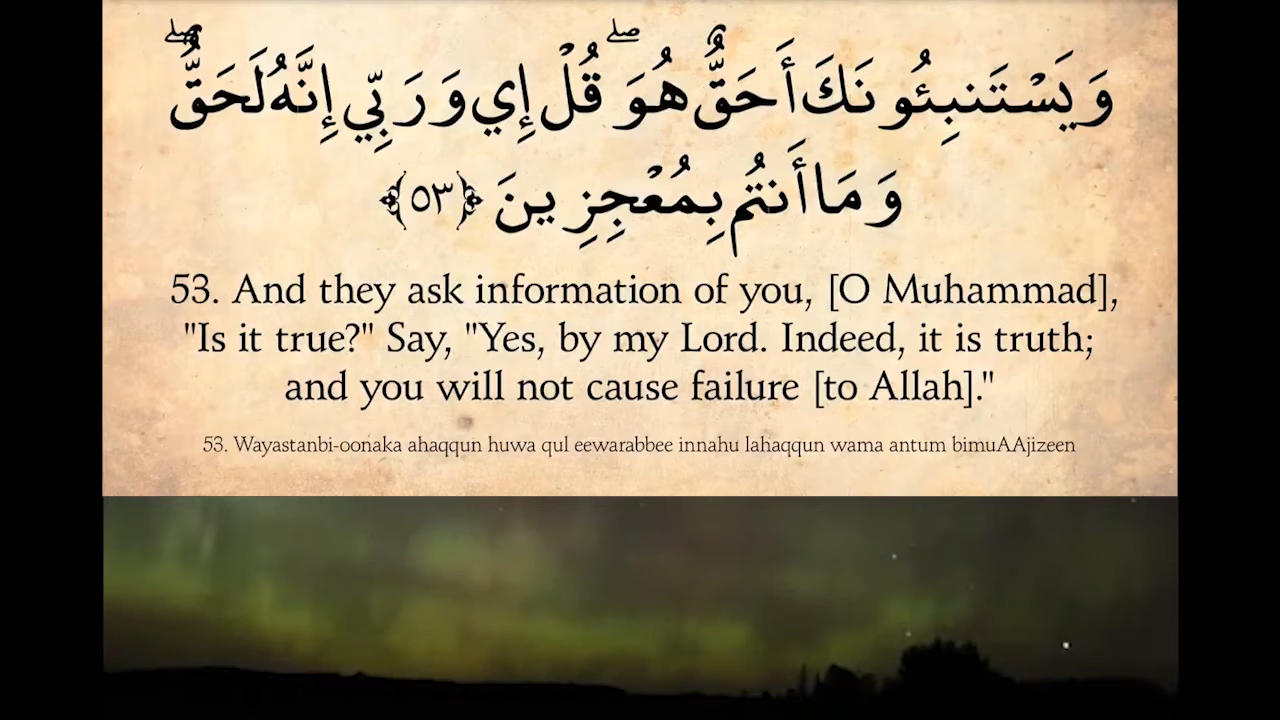 وَيَسْتَنبِئُونَكَ أَحَقٌّ هُوَ ۖ قُلْ إِي وَرَبِّي إِنَّهُ لَحَقٌّ ۖ
وَمَا أَنتُم بِمُعْجِزِينَ ﴿٥٣﴾
53. And they ask information of you, [O Muhammad],
"Is it true?" Say, "Yes, by my Lord. Indeed, it is truth;
and you will not cause failure [to Allah]."
53. Wayastanbi-oonaka ahaqqun huwa qul eewarabbee innahu lahaqqun wama antum bimuAAjizeen